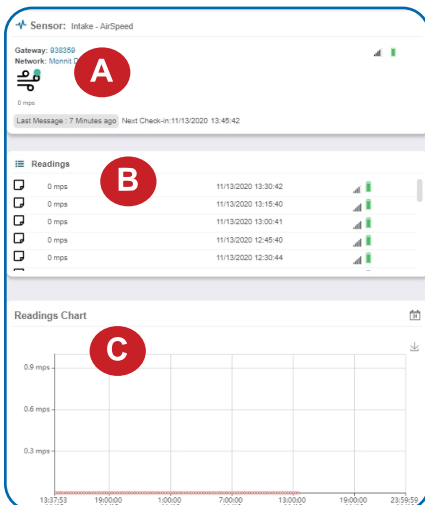 Sensor: Intake - AirSpeed
Gateway: 938359
Network: Monnit
A
0 mps
Last Message : 7 Minutes ago Next Check-in:11/13/2020 13:45:42
Readings
B
0 mps 11/13/2020 13:30:42
0 mps 11/13/2020 13:15:40
0 mps 11/13/2020 13:00:41
0 mps 11/13/2020 12:45:40
0 mps 11/13/2020 12:30:44
Readings Chart
C
0.9 mps
0.6 mps
0.3 mps
13:37:53 19:00:00 1:00:00 7:00:00 13:00:00 19:00:00 23:59:59